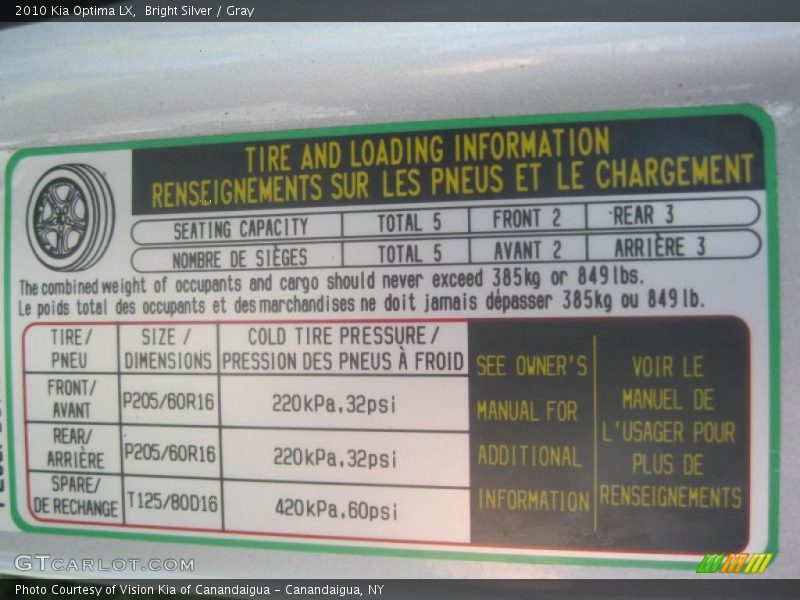 2010 Kia Optima LX, Bright Silver / Gray
TIRE AND LOADING INFORMATION
RENSEIGNEMENTS SUR LES PNEUS ET LE CHARGEMENT
SEATING CAPACITY TOTAL 5 FRONT 2 REAR 3
NOMBRE DE SIÈGES TOTAL 5 AVANT 2 ARRIÈRE 3
The combined weight of occupants and cargo should never exceed 385kg or 849lbs.
Le poids total des occupants et des marchandises ne doit jamais dépasser 385kg ou 849lb.
TIRE/
PNEU
SIZE /
DIMENSIONS
COLD TIRE PRESSURE/
PRESSION DES PNEUS À FROID
FRONT/
AVANT
P205/60R16
220kPa,32psi
REAR/
ARRIÈRE
P205/60R16
220kPa,32psi
SPARE/
DE RECHANGE
T125/80D16
420kPa,60psi
SEE OWNER'S
MANUAL FOR
ADDITIONAL
INFORMATION
VOIR LE
MANUEL DE
L'USAGER POUR
PLUS DE
RENSEIGNEMENTS
GTCARLOT.COM
Photo Courtesy of Vision Kia of Canandaigua - Canandaigua, NY